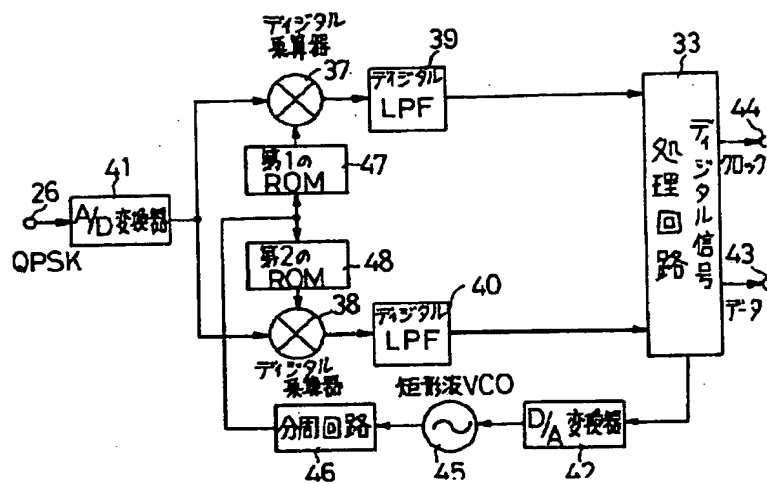 ディジタル
乗算器
37
ディジタル
LPF
39
33
ディジタル信号
処理回路
44
クロック
43
データ
第1の
ROM
47
41
A/D変換器
26
QPSK
第2の
ROM
48
38
ディジタル
乗算器
ディジタル
LPF
40
矩形波VCO
分周回路
46
45
D/A変換器
42